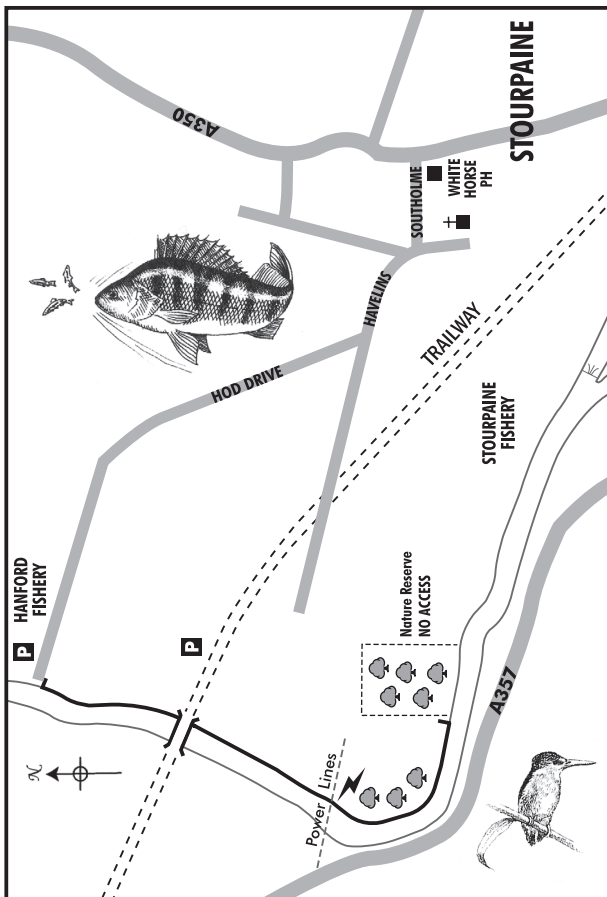 A350
STOURPAINE
SOUTHOLME
WHITE
HORSE
PH
HAVELINS
TRAILWAY
HOD DRIVE
STOURPAINE
FISHERY
HANFORD
FISHERY
P
P
Nature Reserve
NO ACCESS
A357
Power Lines
N